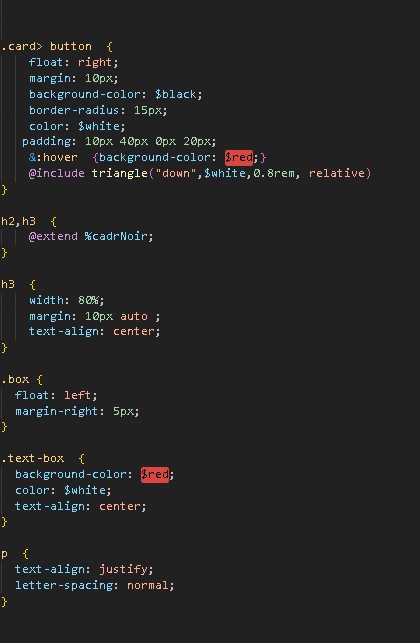 .card> button  {
    float: right;
    margin: 10px;
    background-color: $black;
    border-radius: 15px;
    color: $white;
   padding: 10px 40px 0px 20px;
    &:hover  {background-color: $red;}
    @include triangle("down",$white,0.8rem, relative)
}
h2,h3  {
    @extend %cadrNoir;
}
h3  {
    width: 80%;
    margin: 10px auto ;
    text-align: center;
}
.box {
  float: left;
  margin-right: 5px;
}
.text-box  {
  background-color: $red;
  color: $white;
  text-align: center;
}
p  {
  text-align: justify;
  letter-spacing: normal;
}